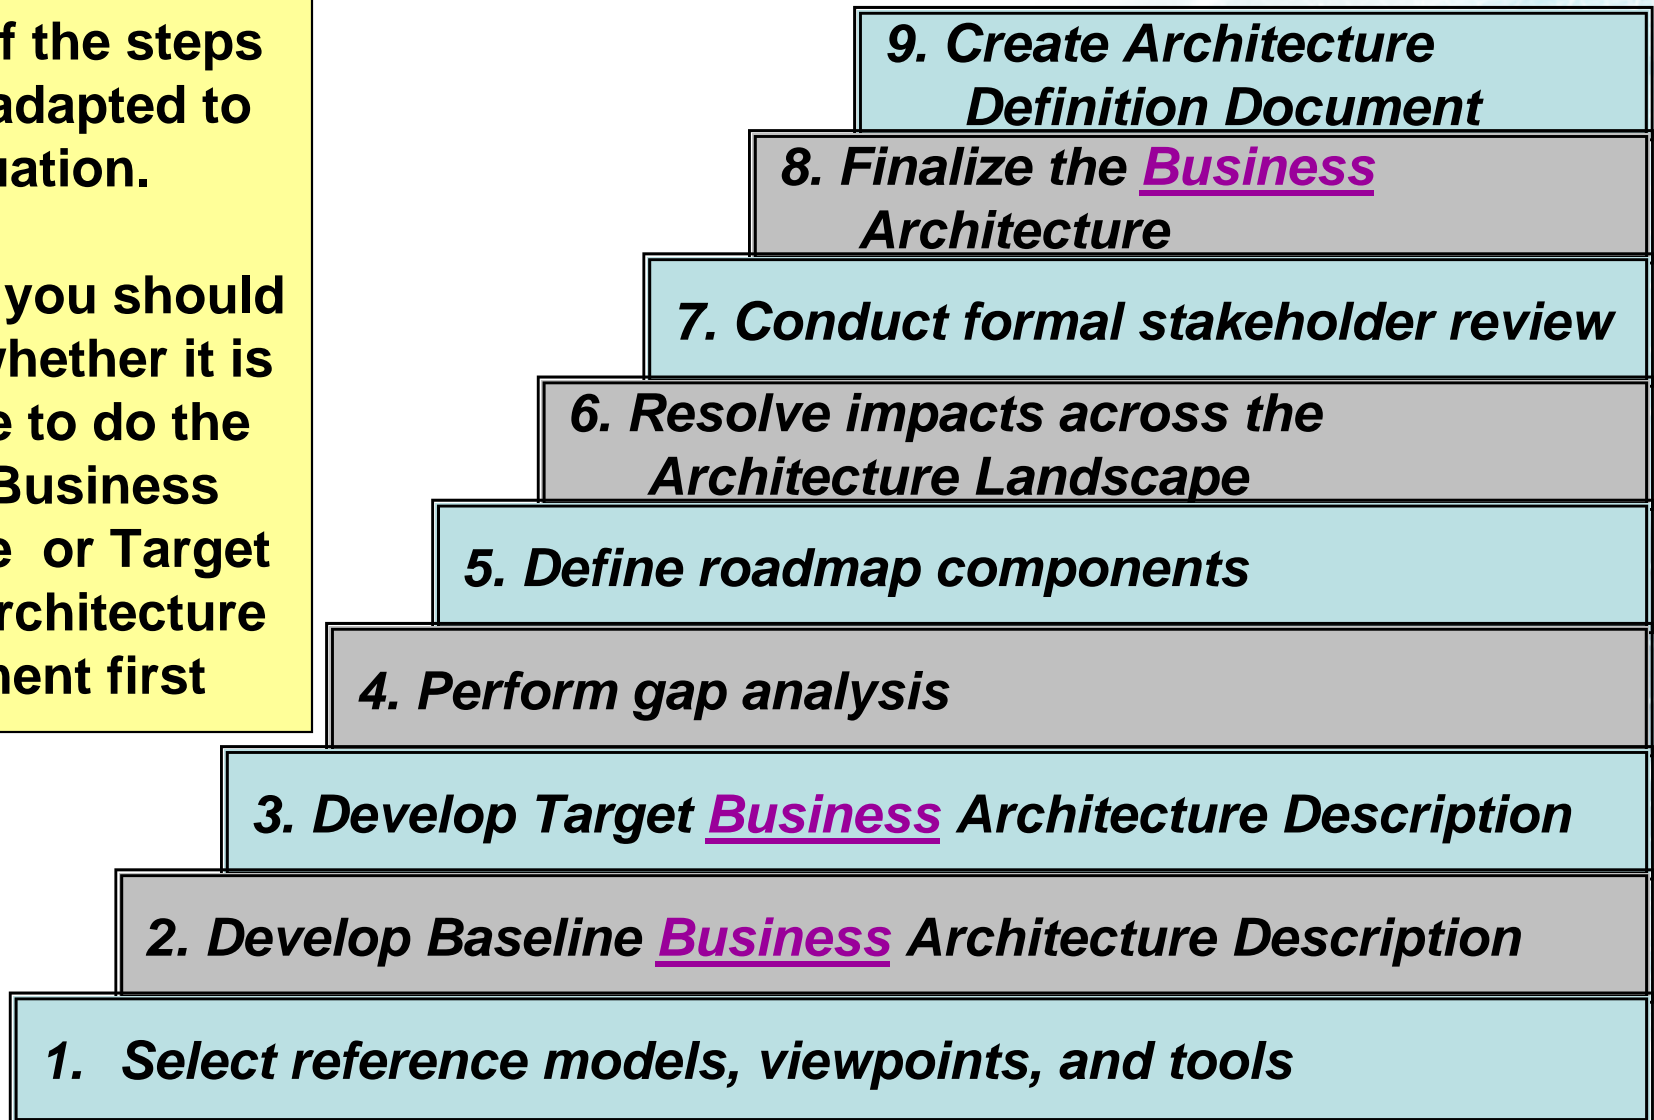 f the steps
adapted to
uation.
you should
whether it is
e to do the
Business
e or Target
rchitecture
ment first
9. Create Architecture
Definition Document
8. Finalize the Business
Architecture
7. Conduct formal stakeholder review
6. Resolve impacts across the
Architecture Landscape
5. Define roadmap components
4. Perform gap analysis
3. Develop Target Business Architecture Description
2. Develop Baseline Business Architecture Description
1. Select reference models, viewpoints, and tools